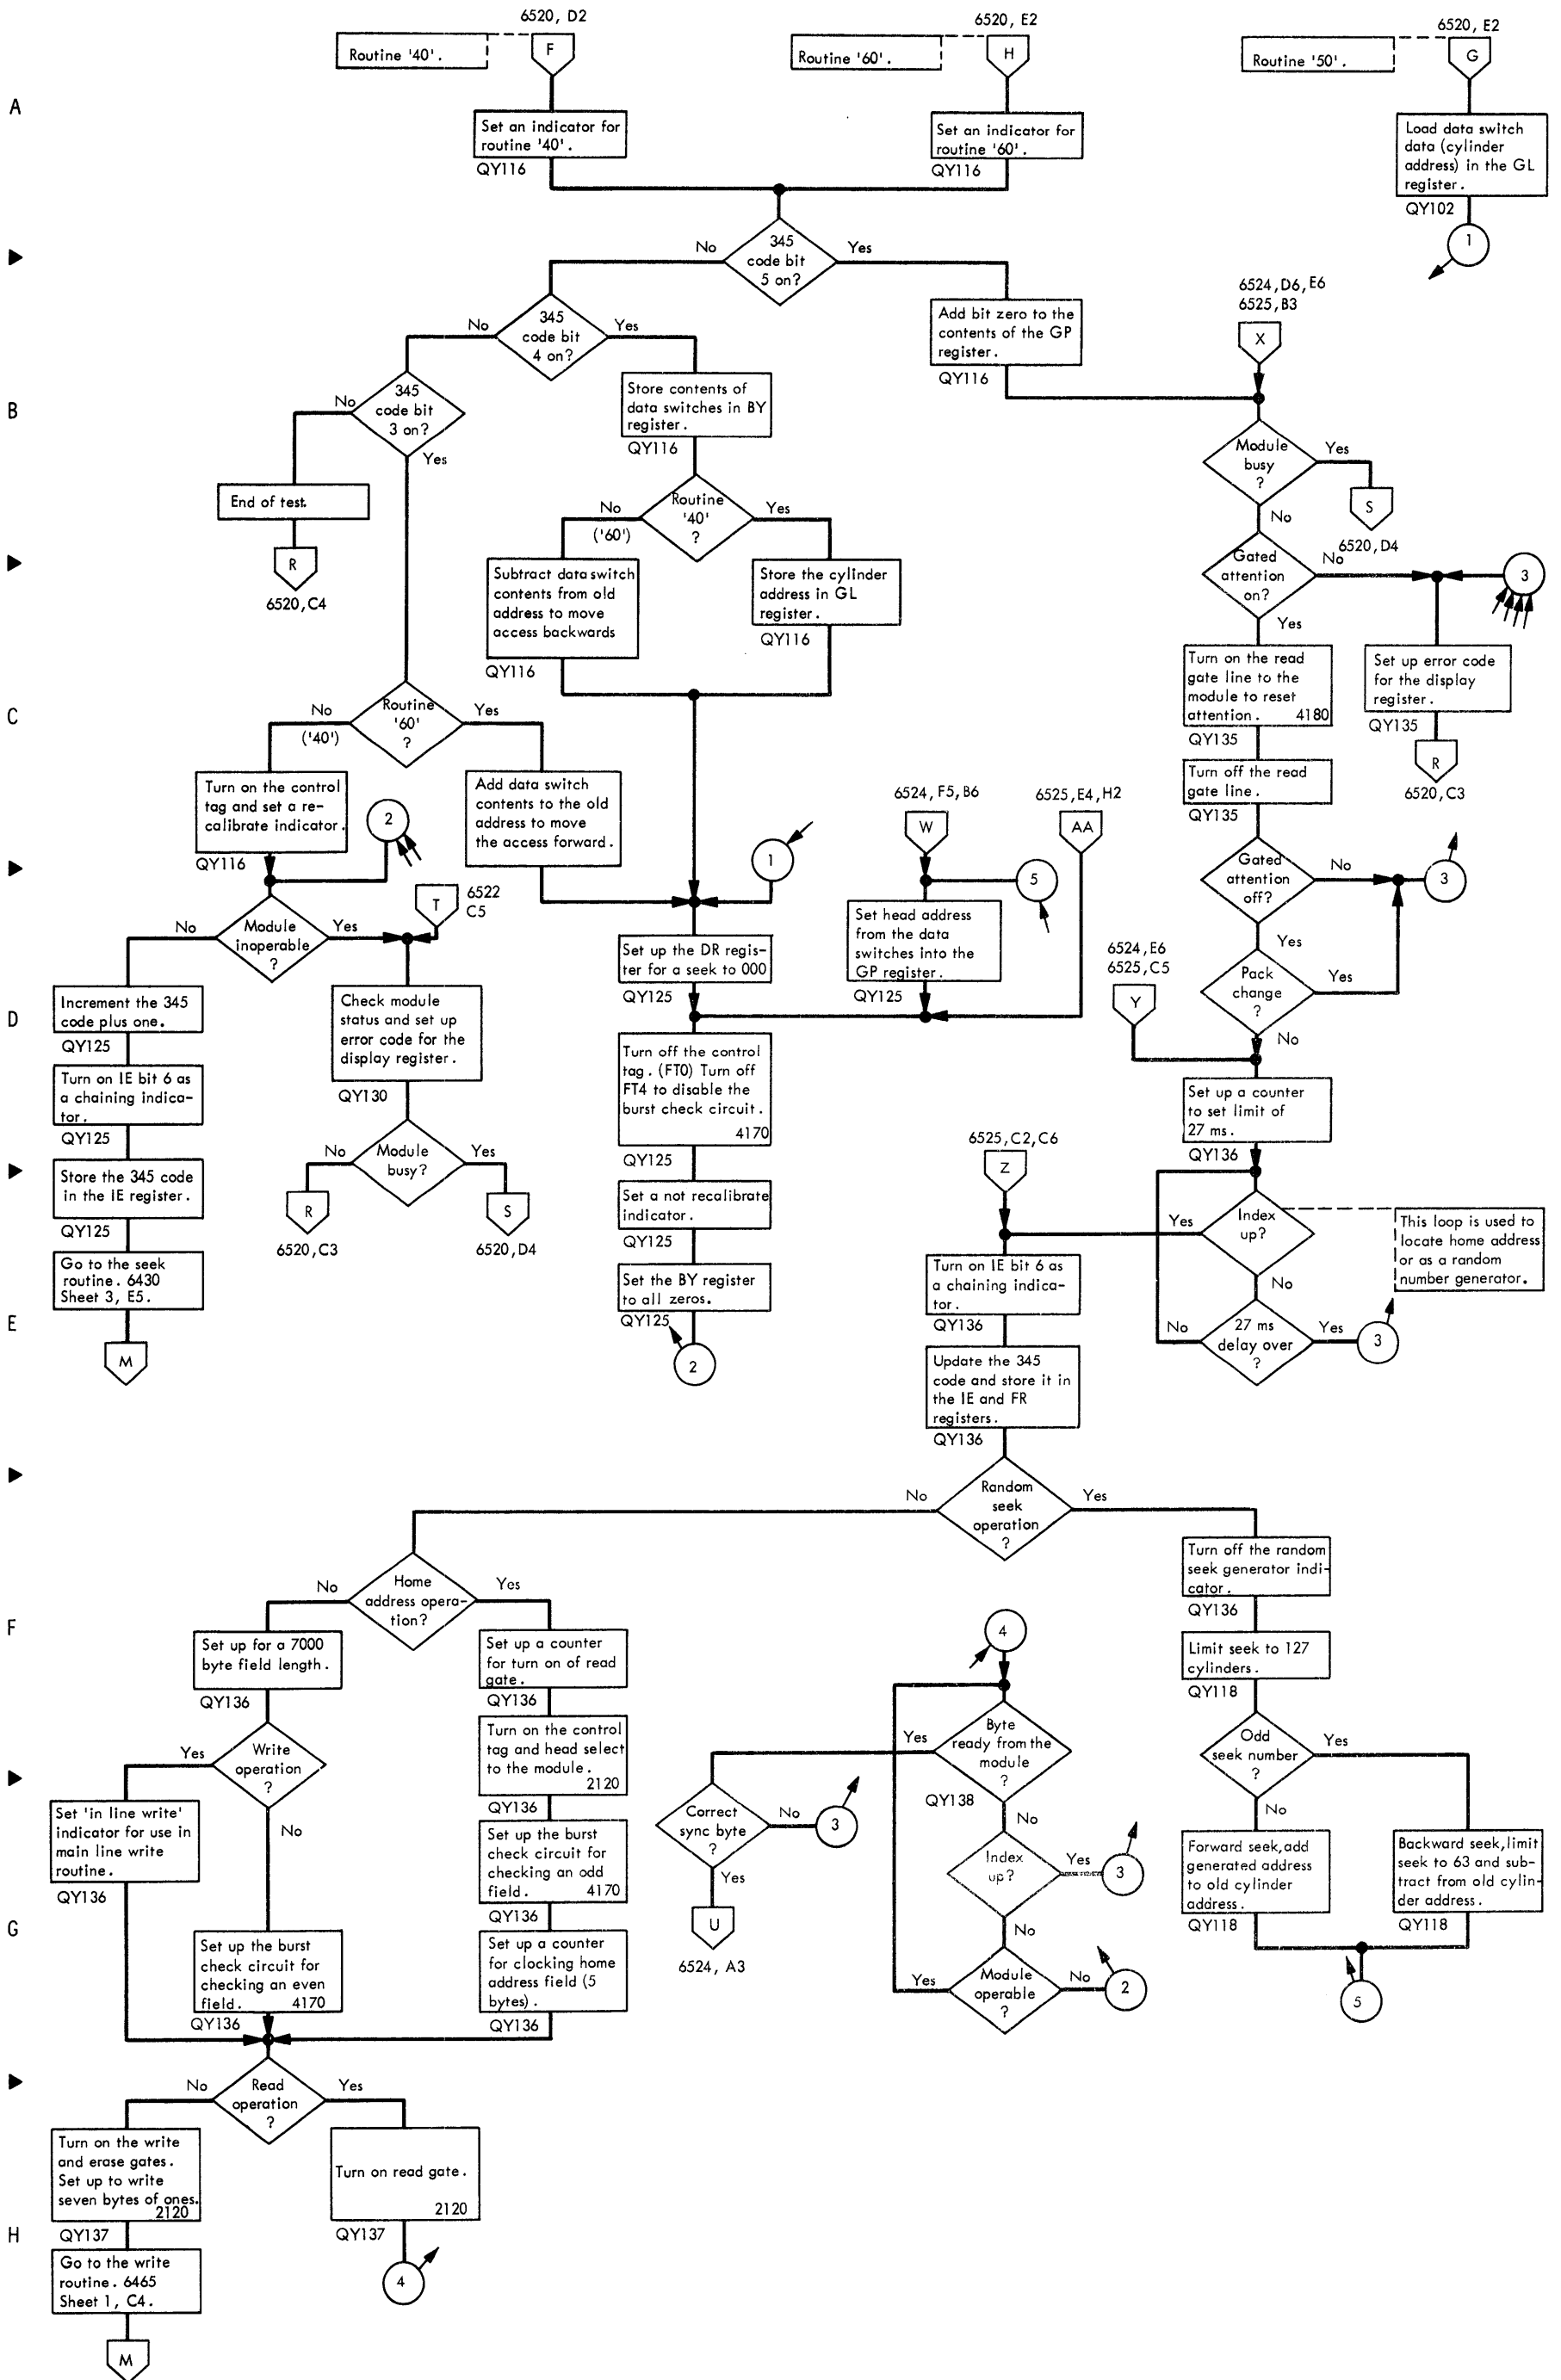 6520, D2
Routine '40'.
F
6520, E2
Routine '60'.
H
6520, E2
Routine '50'.
G
A
Set an indicator for
routine '40'.
QY116
Set an indicator for
routine '60'.
QY116
Load data switch
data (cylinder
address) in the GL
register.
QY102
1
345
code bit
5 on?
No
Yes
345
code bit
4 on?
No
Yes
Add bit zero to the
contents of the GP
register.
QY116
6524, D6, E6
6525, B3
X
B
345
code bit
3 on?
No
Yes
Store contents of
data switches in BY
register.
QY116
Module
busy
?
Yes
No
S
6520, D4
End of test.
R
6520, C4
Routine
'40'
?
No
('60')
Yes
Subtract data switch
contents from old
address to move
access backwards
QY116
Store the cylinder
address in GL
register.
QY116
Gated
attention
on?
No
Yes
3
Turn on the read
gate line to the
module to reset
attention. 4180
QY135
Set up error code
for the display
register.
QY135
R
6520, C3
C
Routine
'60'
?
No
('40')
Yes
Turn on the control
tag and set a re-
calibrate indicator.
QY116
2
Add data switch
contents to the old
address to move
the access forward.
1
6524, F5, B6
W
6525, E4, H2
AA
5
Turn off the read
gate line.
QY135
Gated
attention
off?
No
Yes
3
Module
inoperable
?
No
Yes
T
6522
C5
Set up the DR regis-
ter for a seek to 000
QY125
Set head address
from the data
switches into the
GP register.
QY125
6524, E6
6525, C5
Y
Pack
change
?
Yes
No
D
Increment the 345
code plus one.
QY125
Turn on IE bit 6 as
a chaining indica-
tor.
QY125
Store the 345 code
in the IE register.
QY125
Go to the seek
routine. 6430
Sheet 3, E5.
M
Check module
status and set up
error code for the
display register.
QY130
Module
busy?
No
Yes
R
6520, C3
S
6520, D4
Turn off the control
tag. (FT0) Turn off
FT4 to disable the
burst check circuit.
4170
QY125
Set a not recalibrate
indicator.
QY125
Set the BY register
to all zeros.
QY125
2
Set up a counter
to set limit of
27 ms.
QY136
6525, C2, C6
Z
Index
up?
Yes
No
This loop is used to
locate home address
or as a random
number generator.
E
Turn on IE bit 6 as
a chaining indica-
tor.
QY136
27 ms
delay over
?
No
Yes
3
Update the 345
code and store it in
the IE and FR
registers.
QY136
Random
seek
operation
?
No
Yes
Turn off the random
seek generator indi-
cator.
QY136
Home
address opera-
tion?
No
Yes
F
Set up for a 7000
byte field length.
QY136
Set up a counter
for turn on of read
gate.
QY136
4
Limit seek to 127
cylinders.
QY118
Write
operation
?
Yes
No
Turn on the control
tag and head select
to the module.
2120
QY136
Byte
ready from the
module
?
Yes
QY138
No
Odd
seek number
?
Yes
No
Set 'in line write'
indicator for use in
main line write
routine.
QY136
Set up the burst
check circuit for
checking an odd
field. 4170
QY136
Correct
sync byte
?
No
3
Yes
U
6524, A3
Index
up?
Yes
3
No
Forward seek, add
generated address
to old cylinder
address.
QY118
Backward seek, limit
seek to 63 and sub-
tract from old cylin-
der address.
QY118
G
Set up the burst
check circuit for
checking an even
field. 4170
QY136
Set up a counter
for clocking home
address field (5
bytes).
QY136
Module
operable
?
Yes
No
2
5
Read
operation
?
No
Yes
Turn on the write
and erase gates.
Set up to write
seven bytes of ones.
2120
QY137
Turn on read gate.
2120
QY137
4
H
Go to the write
routine. 6465
Sheet 1, C4.
M